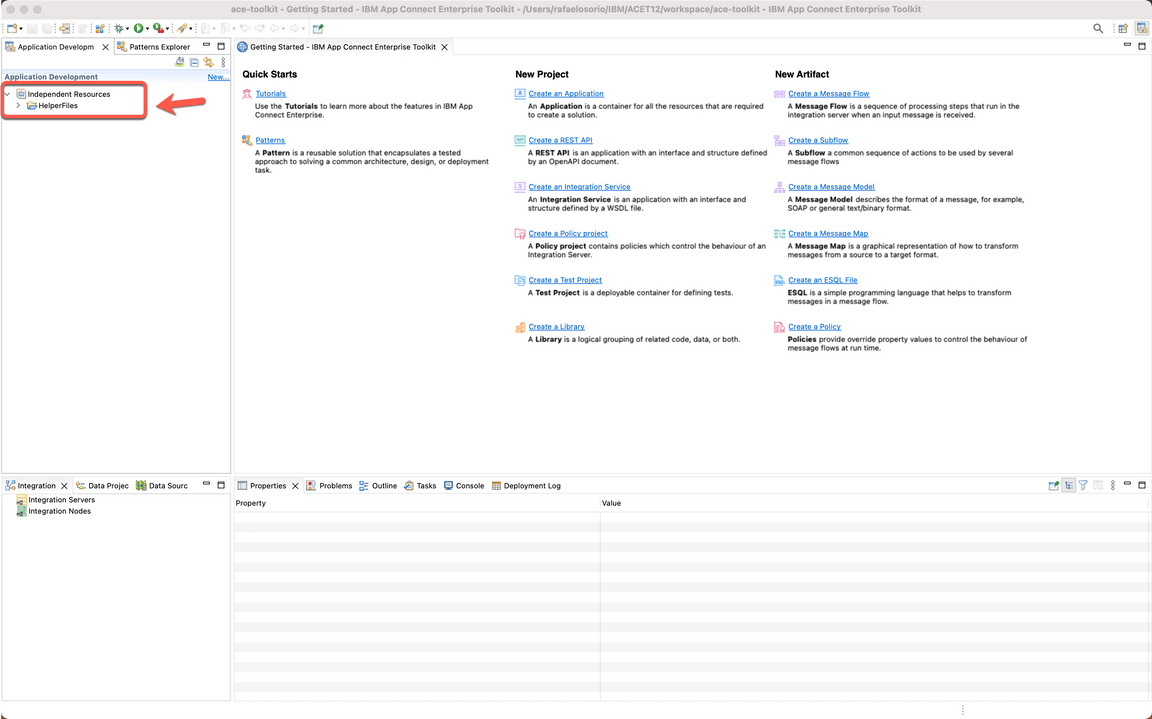 ace-toolkit - Getting Started - IBM App Connect Enterprise Toolkit - /Users/rafaelosorio/IBM/ACET12/workspace/ace-toolkit - IBM App Connect Enterprise Toolkit
Application Developm
Patterns Explorer
Getting Started - IBM App Connect Enterprise Toolkit
Application Development
New...
Independent Resources
HelperFiles
Quick Starts
Tutorials
Use the Tutorials to learn more about the features in IBM App
Connect Enterprise.
Patterns
A Pattern is a reusable solution that encapsulates a tested
approach to solving a common architecture, design, or deployment
task.
New Project
Create an Application
An Application is a container for all the resources that are required
to create a solution.
Create a REST API
A REST API is an application with an interface and structure defined
by an OpenAPI document.
Create an Integration Service
An Integration Service is an application with an interface and
structure defined by a WSDL file.
Create a Policy project
A Policy project contains policies which control the behaviour of an
Integration Server.
Create a Test Project
A Test Project is a deployable container for defining tests.
Create a Library
A Library is a logical grouping of related code, data, or both.
New Artifact
Create a Message Flow
A Message Flow is a sequence of processing steps that run in the
integration server when an input message is received.
Create a Subflow
A Subflow a common sequence of actions to be used by several
message flows
Create a Message Model
A Message Model describes the format of a message, for example,
SOAP or general text/binary format.
Create a Message Map
A Message Map is a graphical representation of how to transform
messages from a source to a target format.
Create an ESQL File
ESQL is a simple programming language that helps to transform
messages in a message flow.
Create a Policy
Policies provide override property values to control the behaviour of
message flows at run time.
Integration
Data Projec
Data Sourc
Integration Servers
Integration Nodes
Properties
Problems
Outline
Tasks
Console
Deployment Log
Property
Value